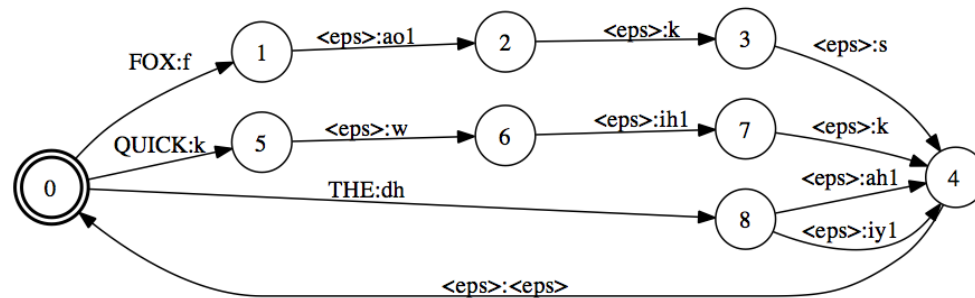 FOX:f
<eps>:ao1
<eps>:k
<eps>:s
1
2
3
QUICK:k
<eps>:w
<eps>:ih1
<eps>:k
5
6
7
0
THE:dh
<eps>:ah1
4
8
<eps>:iy1
<eps>:<eps>